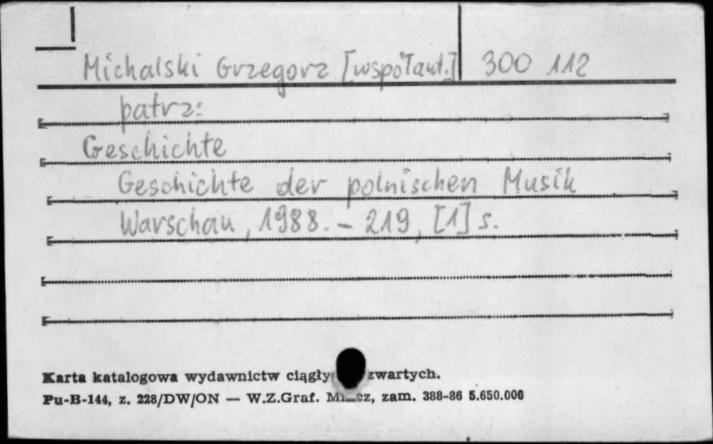 Michalski Grzegorz [współaut.] 300 112
patrz:
Geschichte
Geschichte der polnischen Musik
Warschau, 1988. - 219, [1] s.
Karta katalogowa wydawnictw zwartych.
Pu-B-144, z. 228/DW/ON — W.Z.Graf. zam. 388-86 5.650.000